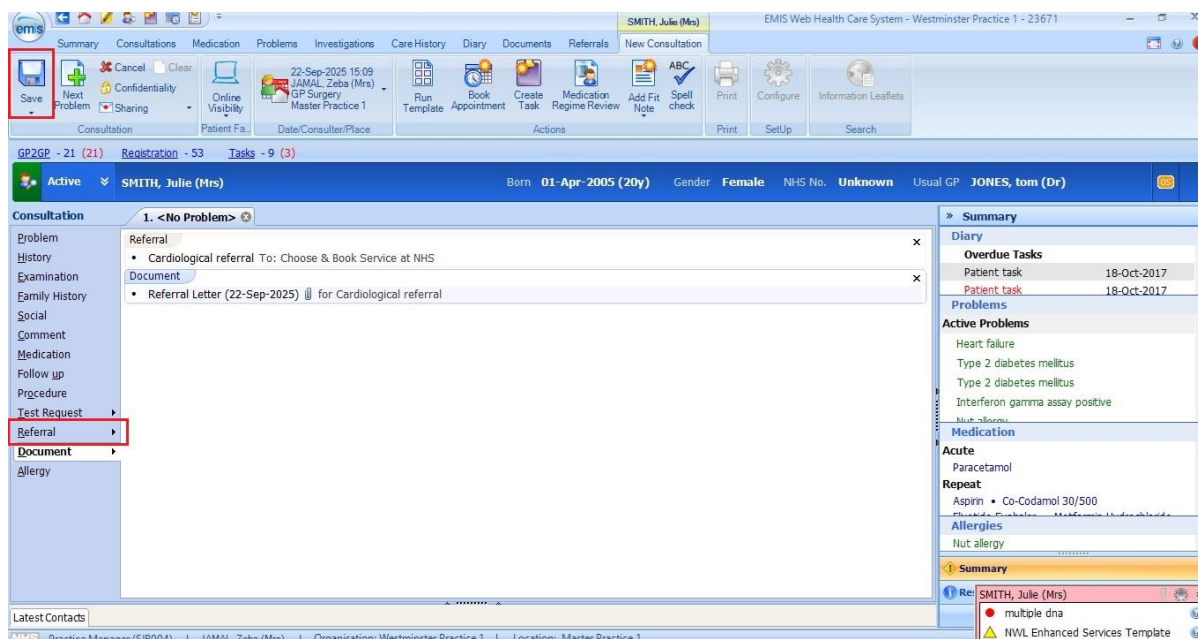 emis
SMITH, Julie (Mrs)
EMIS Web Health Care System - Westminster Practice 1 - 23671
Summary Consultations Medication Problems Investigations Care History Diary Documents Referrals New Consultation
Save
Next Problem
Cancel Clear
Confidentiality
Sharing
Consultation
Online Visibility
Patient Fa...
22-Sep-2025 15:09
JAMAL, Zeba (Mrs)
GP Surgery
Master Practice 1
Date/Consulter/Place
Run Template
Book Appointment
Create Task
Medication Regime Review
Add Fit Note
ABC
Spell check
Actions
Print
Print
Configure
SetUp
Information Leaflets
Search
GP2GP - 21 (21) Registration - 53 Tasks - 9 (3)
Active SMITH, Julie (Mrs) Born 01-Apr-2005 (20y) Gender Female NHS No. Unknown Usual GP JONES, tom (Dr)
Consultation
Problem
History
Examination
Family History
Social
Comment
Medication
Follow up
Procedure
Test Request
Referral
Document
Allergy
1. <No Problem>
Referral
• Cardiological referral To: Choose & Book Service at NHS
Document
• Referral Letter (22-Sep-2025) for Cardiological referral
» Summary
Diary
Overdue Tasks
Patient task 18-Oct-2017
Patient task 18-Oct-2017
Problems
Active Problems
Heart failure
Type 2 diabetes mellitus
Type 2 diabetes mellitus
Interferon gamma assay positive
Nut allergy
Medication
Acute
Paracetamol
Repeat
Aspirin • Co-Codamol 30/500
Allergies
Nut allergy
Summary
SMITH, Julie (Mrs)
multiple dna
NWL Enhanced Services Template
Latest Contacts
NHS Practice Manager (SJP004) | JAMAL, Zeba (Mrs) | Organisation: Westminster Practice 1 | Location: Master Practice 1